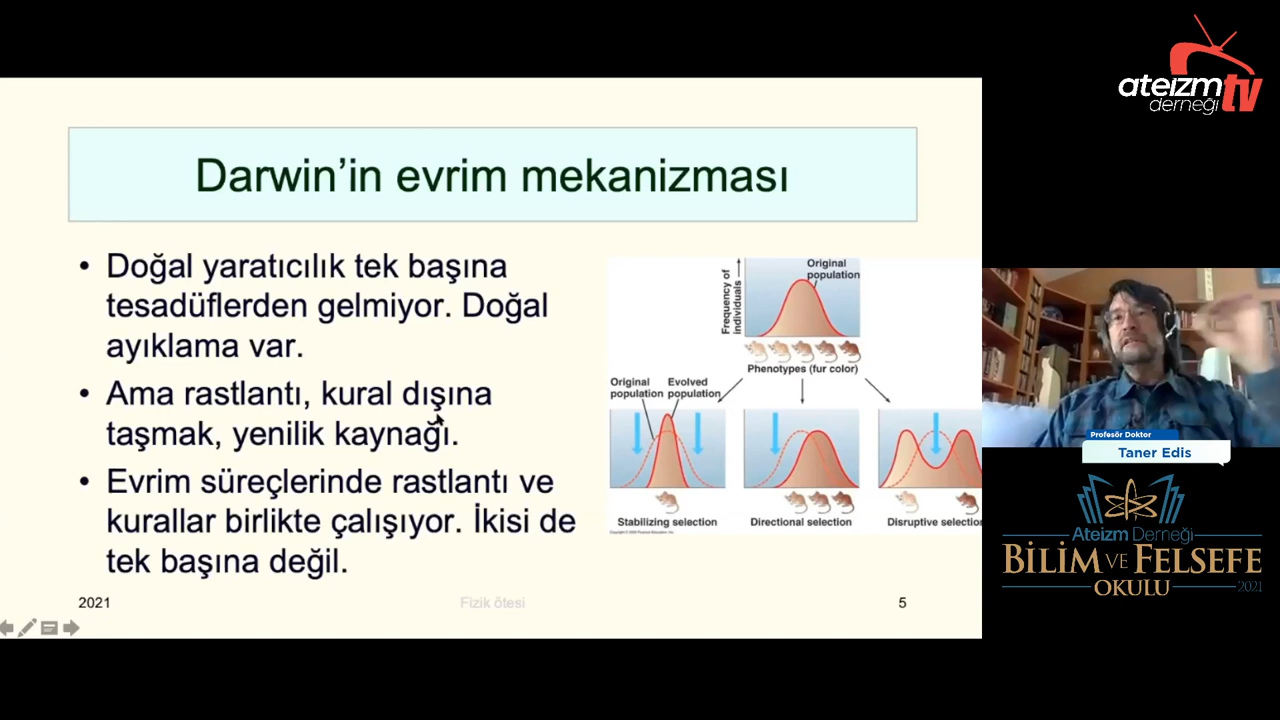 ateizm
derneği tv
Darwin'in evrim mekanizması
• Doğal yaratıcılık tek başına
tesadüflerden gelmiyor. Doğal
ayıklama var.
• Ama rastlantı, kural dışına
taşmak, yenilik kaynağı.
• Evrim süreçlerinde rastlantı ve
kurallar birlikte çalışıyor. İkisi de
tek başına değil.
Frequency of
individuals
Original
population
Phenotypes (fur color)
Original
population
Evolved
population
Stabilizing selection
Directional selection
Disruptive selection
2021
Fizik ötesi
5
Profesör Doktor
Taner Edis
Ateizm Derneği
BİLİM VE FELSEFE
OKULU
2021